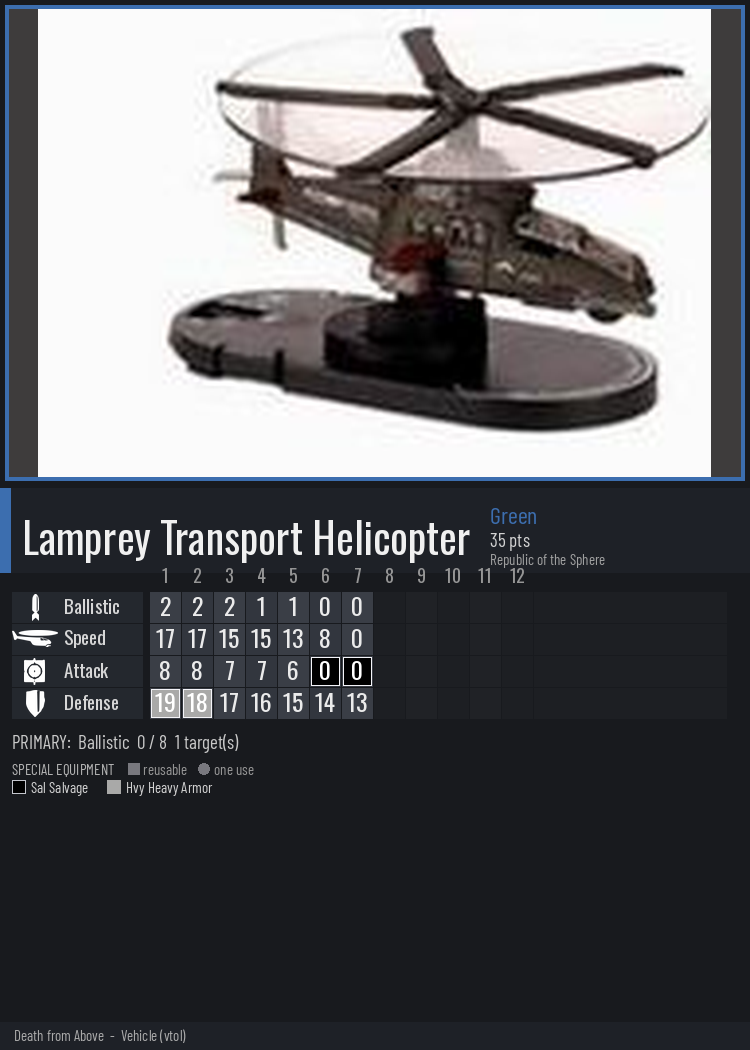 Lamprey Transport Helicopter
Green
35 pts
Republic of the Sphere
1 2 3 4 5 6 7 8 9 10 11 12
Ballistic 2 2 2 1 1 0 0
Speed 17 17 15 15 13 8 0
Attack 8 8 7 7 6 0 0
Defense 19 18 17 16 15 14 13
PRIMARY: Ballistic 0 / 8 1 target(s)
SPECIAL EQUIPMENT reusable one use
Sal Salvage Hvy Heavy Armor
Death from Above - Vehicle (vtol)